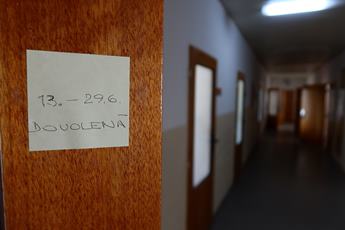 13. – 29.6.
DOVOLENÁ